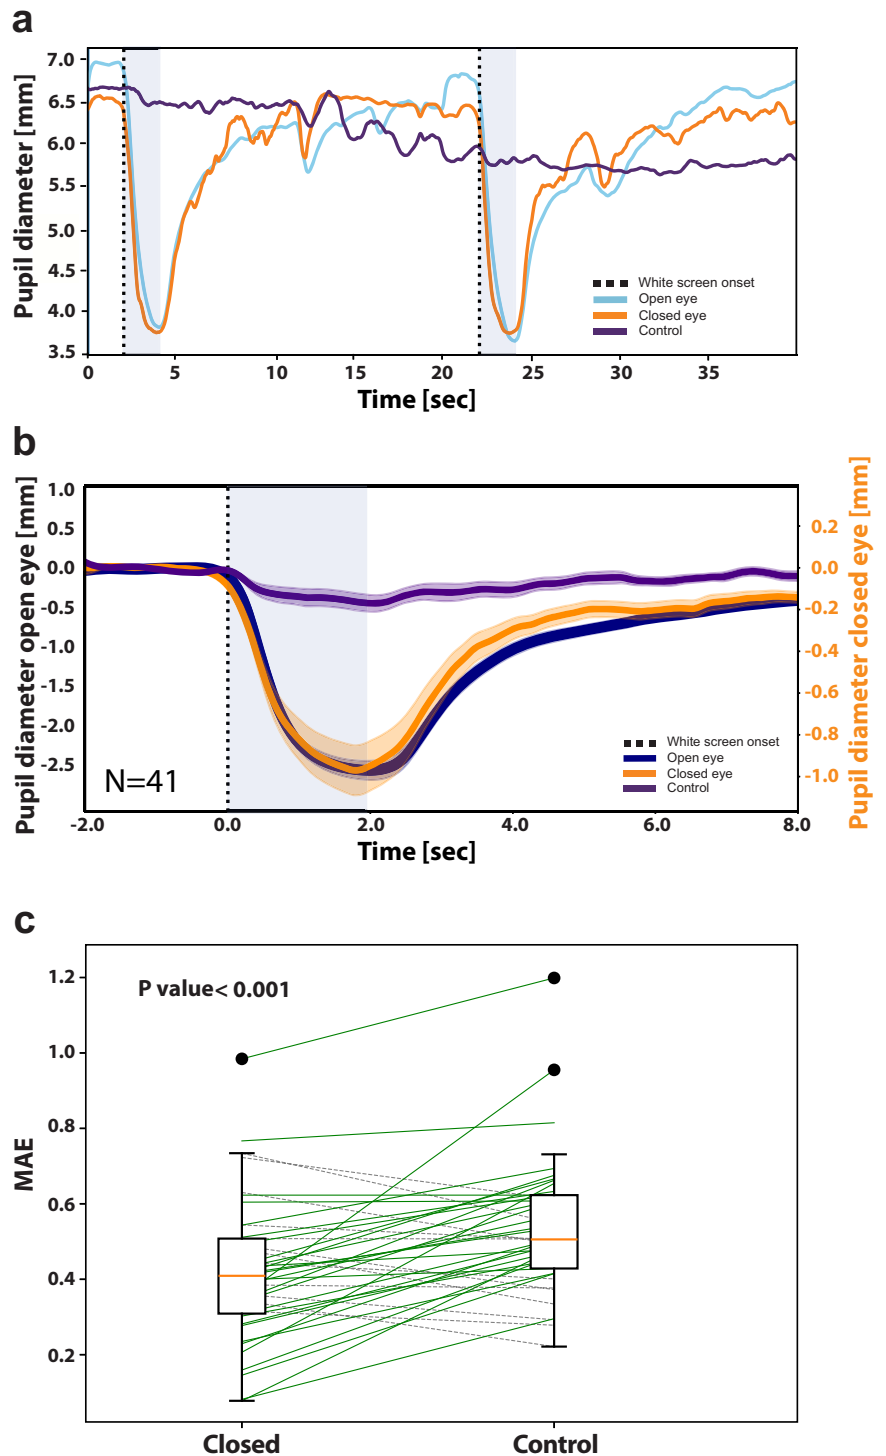 a
Pupil diameter [mm]
7.0
6.5
6.0
5.5
5.0
4.5
4.0
3.5
White screen onset
Open eye
Closed eye
Control
0 5 10 15 20 25 30 35
Time [sec]
b
Pupil diameter open eye [mm]
1.0
0.5
0.0
-0.5
-1.0
-1.5
-2.0
-2.5
Pupil diameter closed eye [mm]
0.2
0.0
-0.2
-0.4
-0.6
-0.8
-1.0
N=41
White screen onset
Open eye
Closed eye
Control
-2.0 0.0 2.0 4.0 6.0 8.0
Time [sec]
c
MAE
1.2
1.0
0.8
0.6
0.4
0.2
P value< 0.001
Closed Control